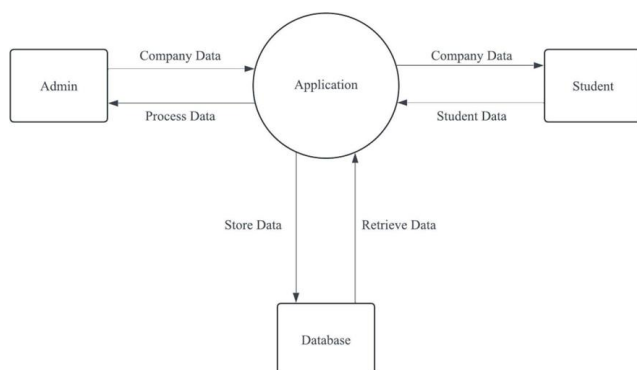 Company Data
Company Data
Admin
Application
Student
Process Data
Student Data
Store Data
Retrieve Data
Database